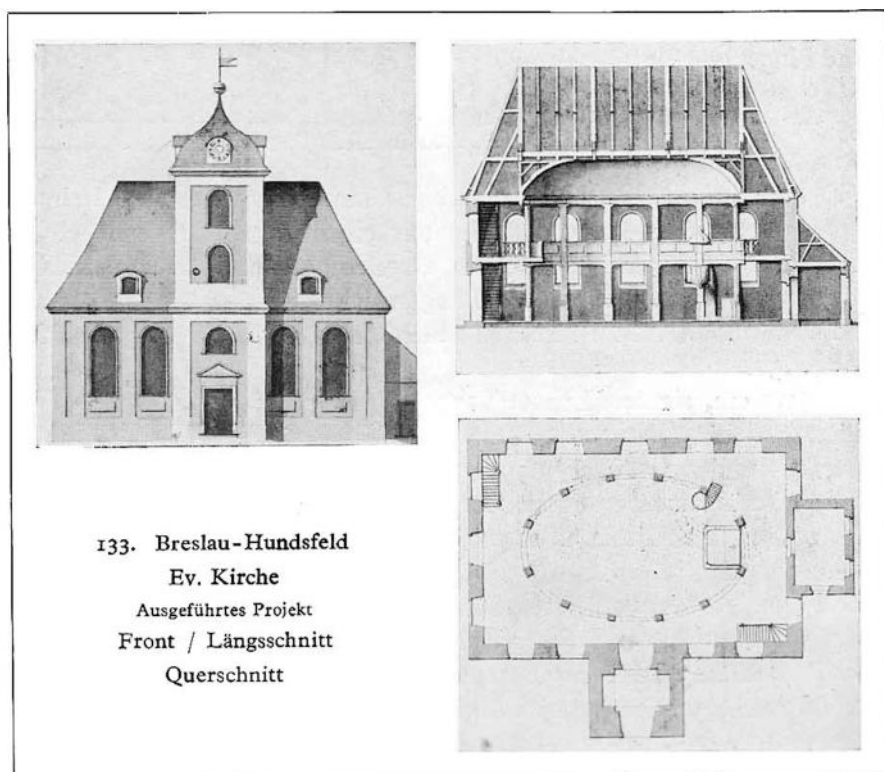 133. Breslau-Hundsfeld
Ev. Kirche
Ausgeführtes Projekt
Front / Längsschnitt
Querschnitt